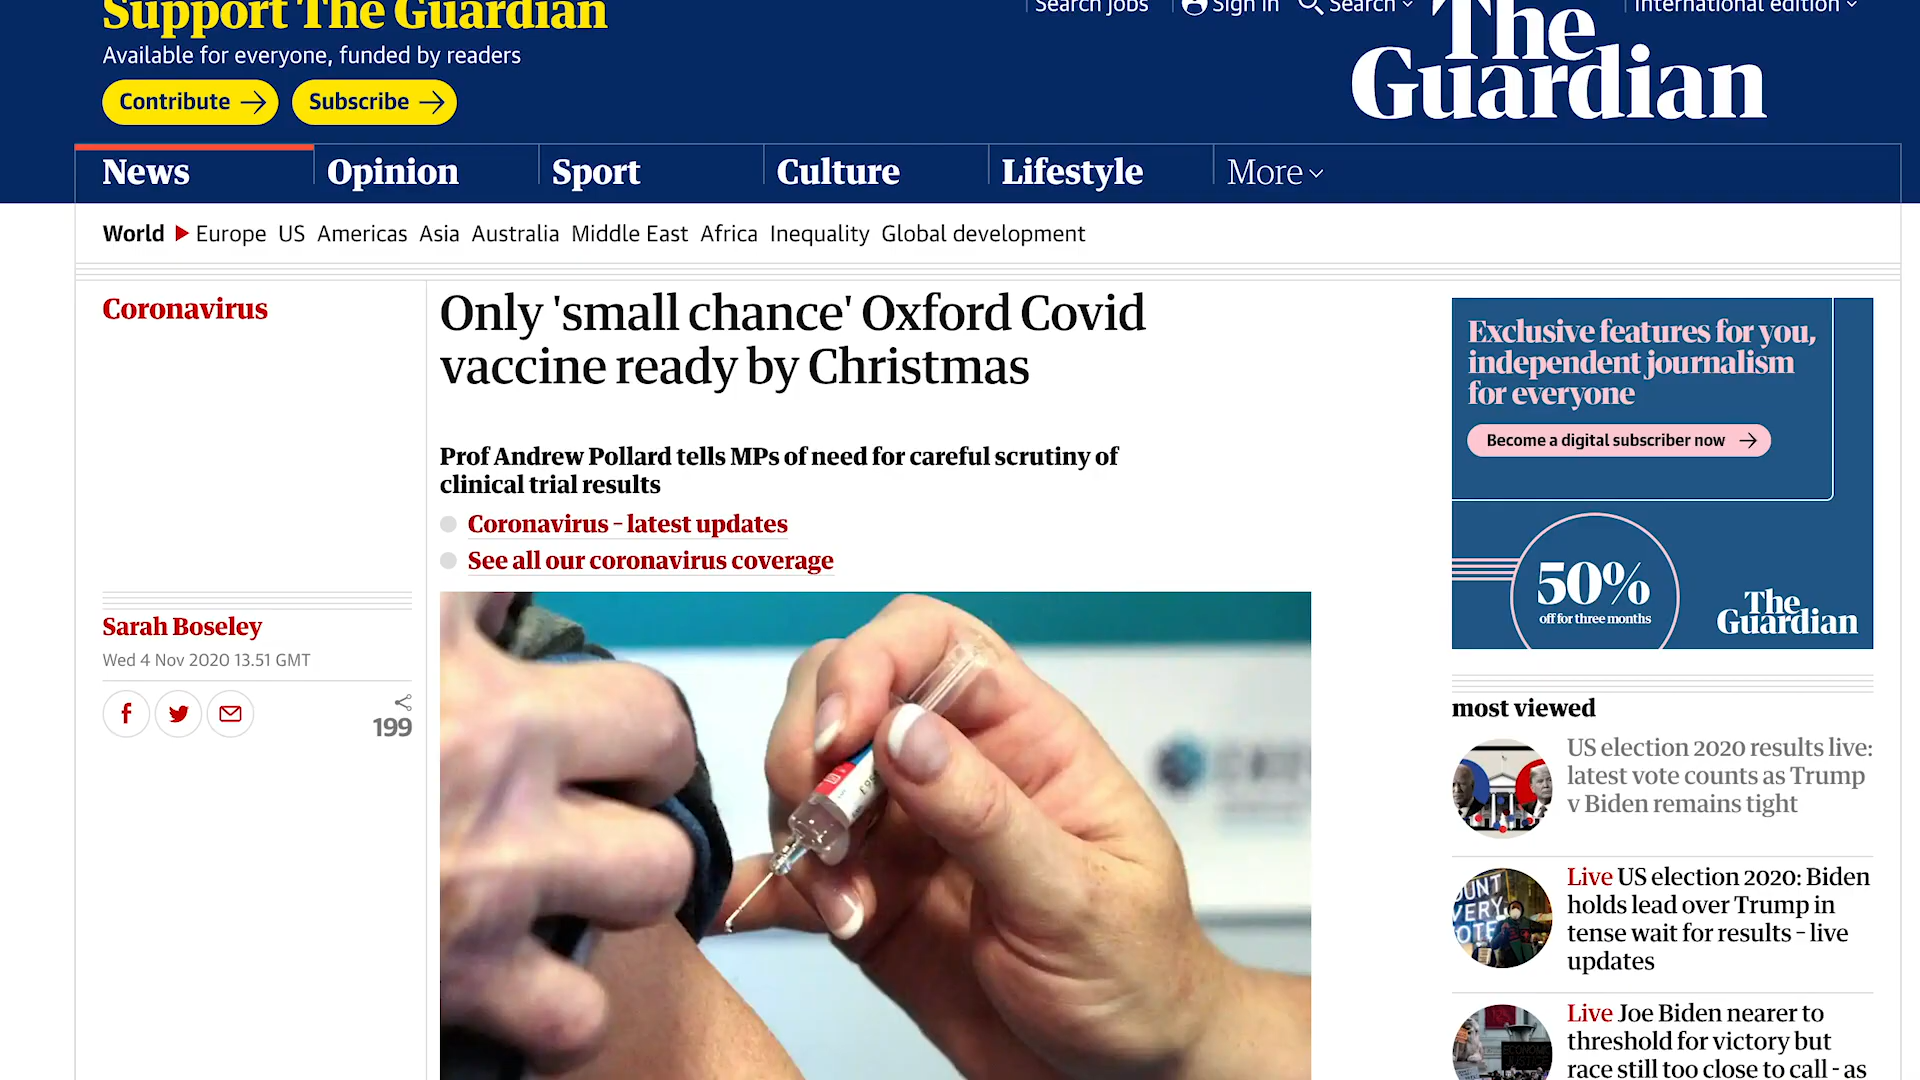 Support The Guardian
Available for everyone, funded by readers
Contribute
Subscribe
Search jobs
Sign in
Search
International edition
The
Guardian
News
Opinion
Sport
Culture
Lifestyle
More
World
Europe
US
Americas
Asia
Australia
Middle East
Africa
Inequality
Global development
Coronavirus
Only 'small chance' Oxford Covid
vaccine ready by Christmas
Prof Andrew Pollard tells MPs of need for careful scrutiny of
clinical trial results
Coronavirus – latest updates
See all our coronavirus coverage
Sarah Boseley
Wed 4 Nov 2020 13.51 GMT
199
Exclusive features for you,
independent journalism
for everyone
Become a digital subscriber now
50%
off for three months
The
Guardian
most viewed
US election 2020 results live:
latest vote counts as Trump
v Biden remains tight
Live US election 2020: Biden
holds lead over Trump in
tense wait for results – live
updates
Live Joe Biden nearer to
threshold for victory but
race still too close to call - as